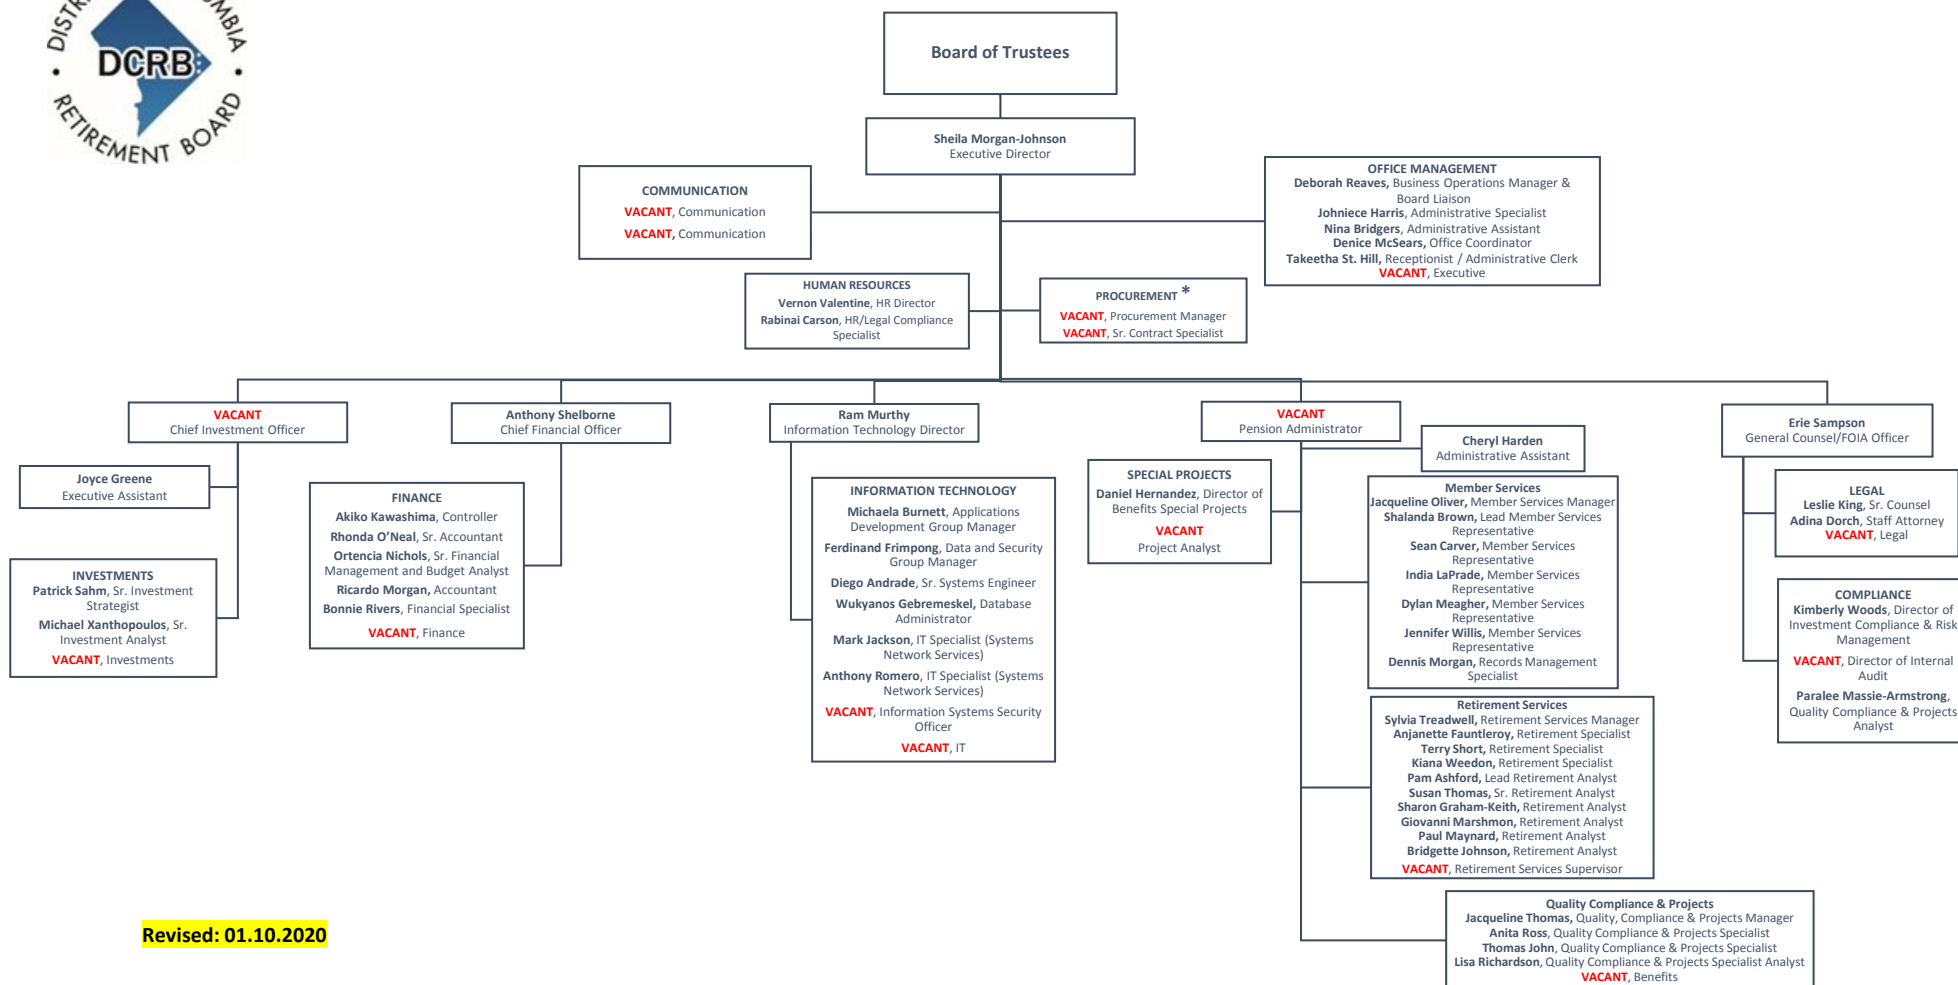 DCRB
RETIREMENT BOARD
Board of Trustees
Sheila Morgan-Johnson
Executive Director
COMMUNICATION
VACANT, Communication
VACANT, Communication
OFFICE MANAGEMENT
Deborah Reaves, Business Operations Manager &
Board Liaison
Johniece Harris, Administrative Specialist
Nina Bridgers, Administrative Assistant
Denice McSears, Office Coordinator
Takeetha St. Hill, Receptionist / Administrative Clerk
VACANT, Executive
HUMAN RESOURCES
Vernon Valentine, HR Director
Rabinai Carson, HR/Legal Compliance
Specialist
PROCUREMENT *
VACANT, Procurement Manager
VACANT, Sr. Contract Specialist
VACANT
Chief Investment Officer
Joyce Greene
Executive Assistant
INVESTMENTS
Patrick Sahm, Sr. Investment
Strategist
Michael Xanthopoulos, Sr.
Investment Analyst
VACANT, Investments
Anthony Shelborne
Chief Financial Officer
FINANCE
Akiko Kawashima, Controller
Rhonda O'Neal, Sr. Accountant
Ortencia Nichols, Sr. Financial
Management and Budget Analyst
Ricardo Morgan, Accountant
Bonnie Rivers, Financial Specialist
VACANT, Finance
Ram Murthy
Information Technology Director
INFORMATION TECHNOLOGY
Michaela Burnett, Applications
Development Group Manager
Ferdinand Frimpong, Data and Security
Group Manager
Diego Andrade, Sr. Systems Engineer
Wukyanos Gebremeskel, Database
Administrator
Mark Jackson, IT Specialist (Systems
Network Services)
Anthony Romero, IT Specialist (Systems
Network Services)
VACANT, Information Systems Security
Officer
VACANT, IT
VACANT
Pension Administrator
Cheryl Harden
Administrative Assistant
SPECIAL PROJECTS
Daniel Hernandez, Director of
Benefits Special Projects
VACANT
Project Analyst
Member Services
Jacqueline Oliver, Member Services Manager
Shalanda Brown, Lead Member Services
Representative
Sean Carver, Member Services
Representative
India LaPrade, Member Services
Representative
Dylan Meagher, Member Services
Representative
Jennifer Willis, Member Services
Representative
Dennis Morgan, Records Management
Specialist
Retirement Services
Sylvia Treadwell, Retirement Services Manager
Anjanette Fauntleroy, Retirement Specialist
Terry Short, Retirement Specialist
Kiana Weedon, Retirement Specialist
Pam Ashford, Lead Retirement Analyst
Susan Thomas, Sr. Retirement Analyst
Sharon Graham-Keith, Retirement Analyst
Giovanni Marshmon, Retirement Analyst
Paul Maynard, Retirement Analyst
Bridgette Johnson, Retirement Analyst
VACANT, Retirement Services Supervisor
Quality Compliance & Projects
Jacqueline Thomas, Quality, Compliance & Projects Manager
Anita Ross, Quality Compliance & Projects Specialist
Thomas John, Quality Compliance & Projects Specialist
Lisa Richardson, Quality Compliance & Projects Specialist Analyst
VACANT, Benefits
Erie Sampson
General Counsel/FOIA Officer
LEGAL
Leslie King, Sr. Counsel
Adina Dorch, Staff Attorney
VACANT, Legal
COMPLIANCE
Kimberly Woods, Director of
Investment Compliance & Risk
Management
VACANT, Director of Internal
Audit
Paralee Massie-Armstrong,
Quality Compliance & Projects
Analyst
Revised: 01.10.2020